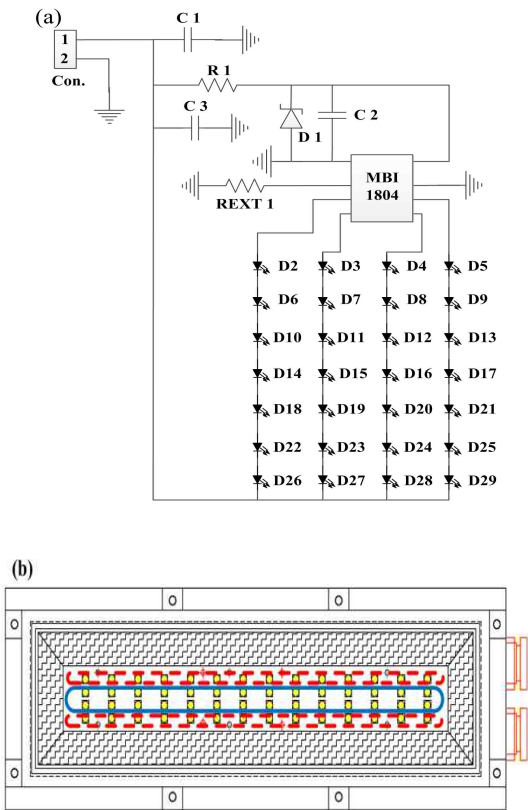 (a)
C 1
1
2
Con.
R 1
C 3
D 1
C 2
MBI
1804
REXT 1
D2 D3 D4 D5
D6 D7 D8 D9
D10 D11 D12 D13
D14 D15 D16 D17
D18 D19 D20 D21
D22 D23 D24 D25
D26 D27 D28 D29
(b)